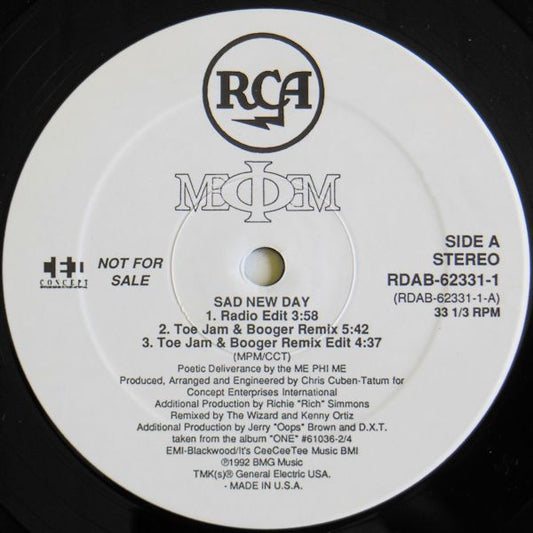 RCA
MEΦEM
SIDE A
STEREO
RDAB-62331-1
(RDAB-62331-1-A)
33 1/3 RPM
CONCEPT
NOT FOR
SALE
SAD NEW DAY
1. Radio Edit 3:58
2. Toe Jam & Booger Remix 5:42
3. Toe Jam & Booger Remix Edit 4:37
(MPM/CCT)
Poetic Deliverance by the ME PHI ME
Produced, Arranged and Engineered by Chris Cuben-Tatum for
Concept Enterprises International
Additional Production by Richie "Rich" Simmons
Remixed by The Wizard and Kenny Ortiz
Additional Production by Jerry "Oops" Brown and D.X.T.
taken from the album "ONE" #61036-2/4
EMI-Blackwood/It's CeeCeeTee Music BMI
℗1992 BMG Music
TMK(s)® General Electric USA.
- MADE IN U.S.A.